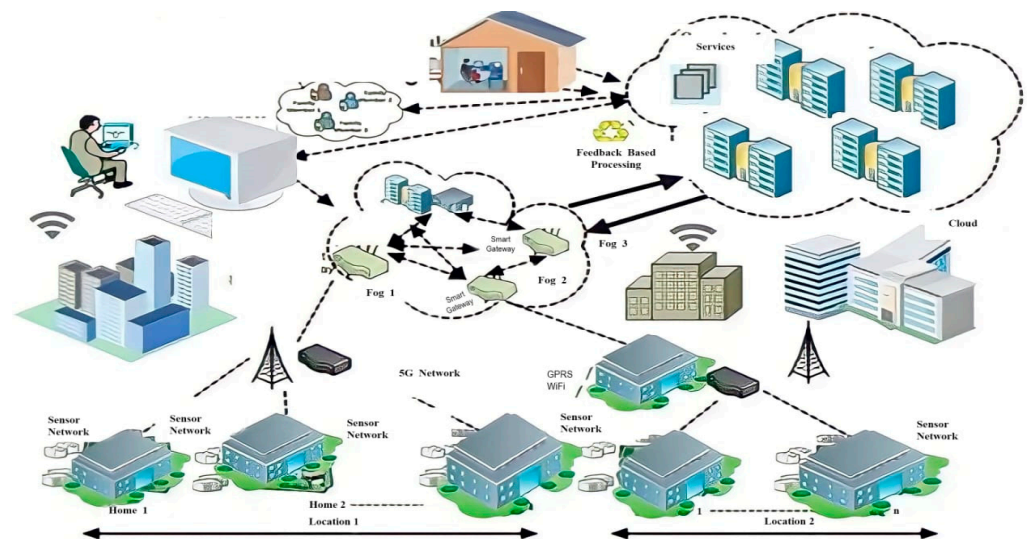 Services
Feedback Based
Processing
Cloud
Smart
Gateway
Fog 3
Fog 1
Fog 2
Smart
Gateway
5G Network
GPRS
WiFi
Sensor
Network
Sensor
Network
Sensor
Network
Sensor
Network
Sensor
Network
Home 1
Home 2
1
n
Location 1
Location 2